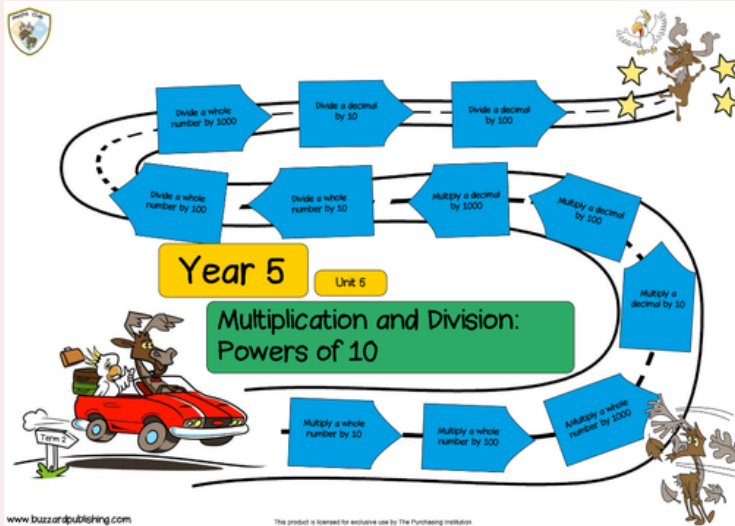 Divide a whole
number by 1000
Divide a decimal
by 10
Divide a decimal
by 100
Divide a whole
number by 100
Divide a whole
number by 10
Multiply a decimal
by 1000
Multiply a decimal
by 100
Multiply a
decimal by 10
Year 5
Unit 5
Multiplication and Division:
Powers of 10
Multiply a whole
number by 10
Multiply a whole
number by 100
AMultiply a whole
number by 1000
Term 2
www.buzzardpublishing.com
This product is licensed for exclusive use by The Purchasing Institution